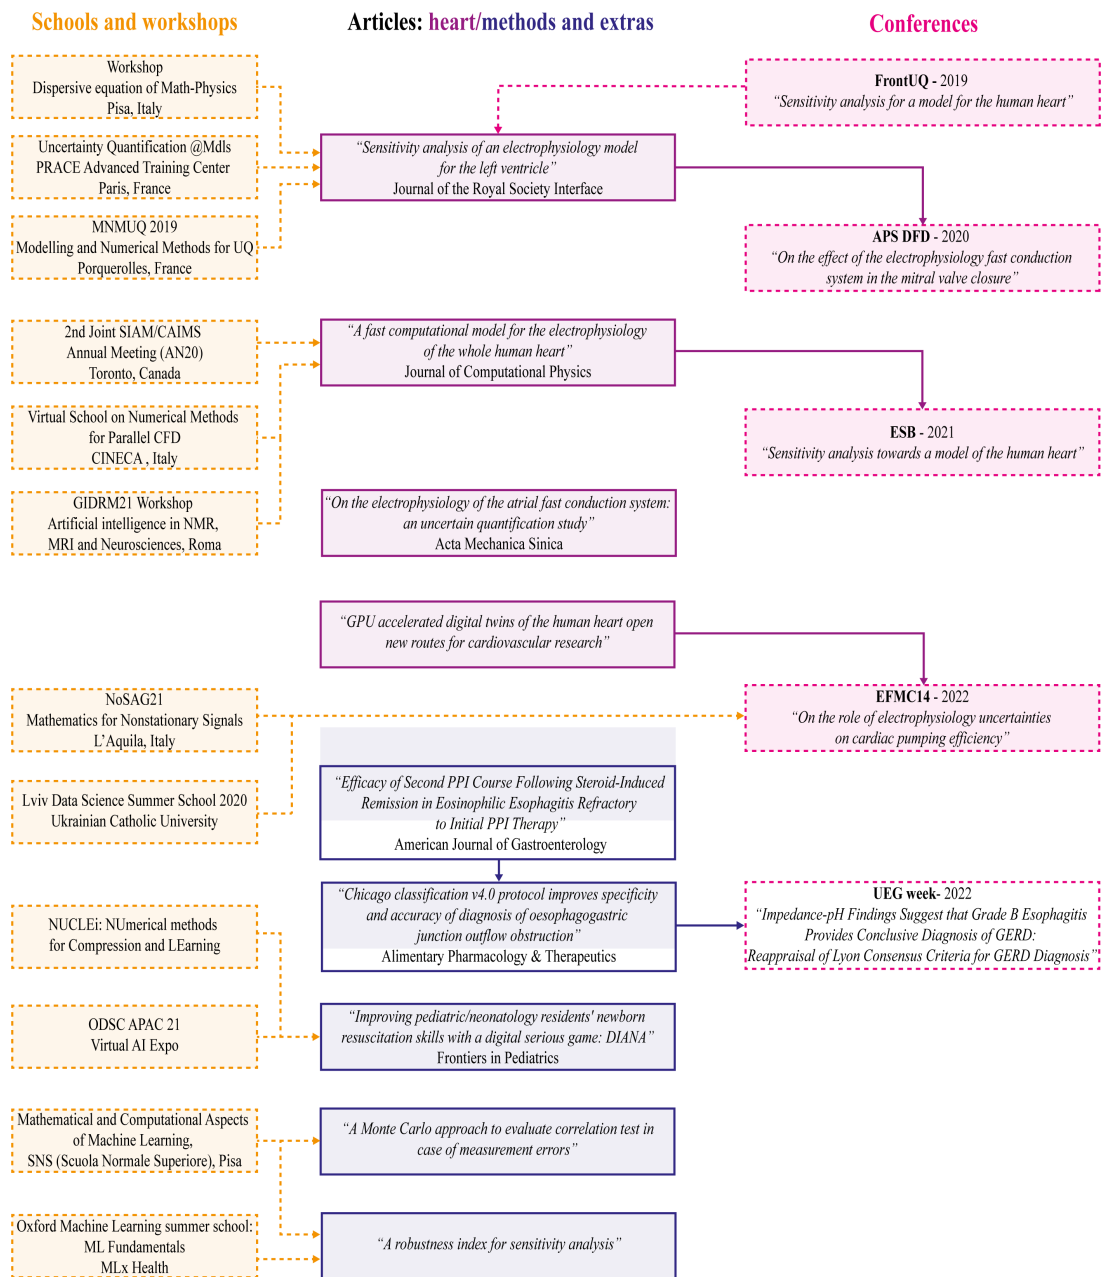 Schools and workshops
Articles: heart/methods and extras
Conferences
Workshop
Dispersive equation of Math-Physics
Pisa, Italy
Uncertainty Quantification @Mdls
PRACE Advanced Training Center
Paris, France
MNMUQ 2019
Modelling and Numerical Methods for UQ
Porquerolles, France
2nd Joint SIAM/CAIMS
Annual Meeting (AN20)
Toronto, Canada
Virtual School on Numerical Methods
for Parallel CFD
CINECA , Italy
GIDRM21 Workshop
Artificial intelligence in NMR,
MRI and Neurosciences, Roma
NoSAG21
Mathematics for Nonstationary Signals
L’Aquila, Italy
Lviv Data Science Summer School 2020
Ukrainian Catholic University
NUCLEi: NUmerical methods
for Compression and LEarning
ODSC APAC 21
Virtual AI Expo
Mathematical and Computational Aspects
of Machine Learning,
SNS (Scuola Normale Superiore), Pisa
Oxford Machine Learning summer school:
ML Fundamentals
MLx Health
“Sensitivity analysis of an electrophysiology model
for the left ventricle”
Journal of the Royal Society Interface
“A fast computational model for the electrophysiology
of the whole human heart”
Journal of Computational Physics
“On the electrophysiology of the atrial fast conduction system:
an uncertain quantification study”
Acta Mechanica Sinica
“GPU accelerated digital twins of the human heart open
new routes for cardiovascular research”
“Efficacy of Second PPI Course Following Steroid-Induced
Remission in Eosinophilic Esophagitis Refractory
to Initial PPI Therapy”
American Journal of Gastroenterology
“Chicago classification v4.0 protocol improves specificity
and accuracy of diagnosis of oesophagogastric
junction outflow obstruction”
Alimentary Pharmacology & Therapeutics
“Improving pediatric/neonatology residents' newborn
resuscitation skills with a digital serious game: DIANA”
Frontiers in Pediatrics
“A Monte Carlo approach to evaluate correlation test in
case of measurement errors”
“A robustness index for sensitivity analysis”
FrontUQ - 2019
“Sensitivity analysis for a model for the human heart”
APS DFD - 2020
“On the effect of the electrophysiology fast conduction
system in the mitral valve closure”
ESB - 2021
“Sensitivity analysis towards a model of the human heart”
EFMC14 - 2022
“On the role of electrophysiology uncertainties
on cardiac pumping efficiency”
UEG week- 2022
“Impedance-pH Findings Suggest that Grade B Esophagitis
Provides Conclusive Diagnosis of GERD:
Reappraisal of Lyon Consensus Criteria for GERD Diagnosis”